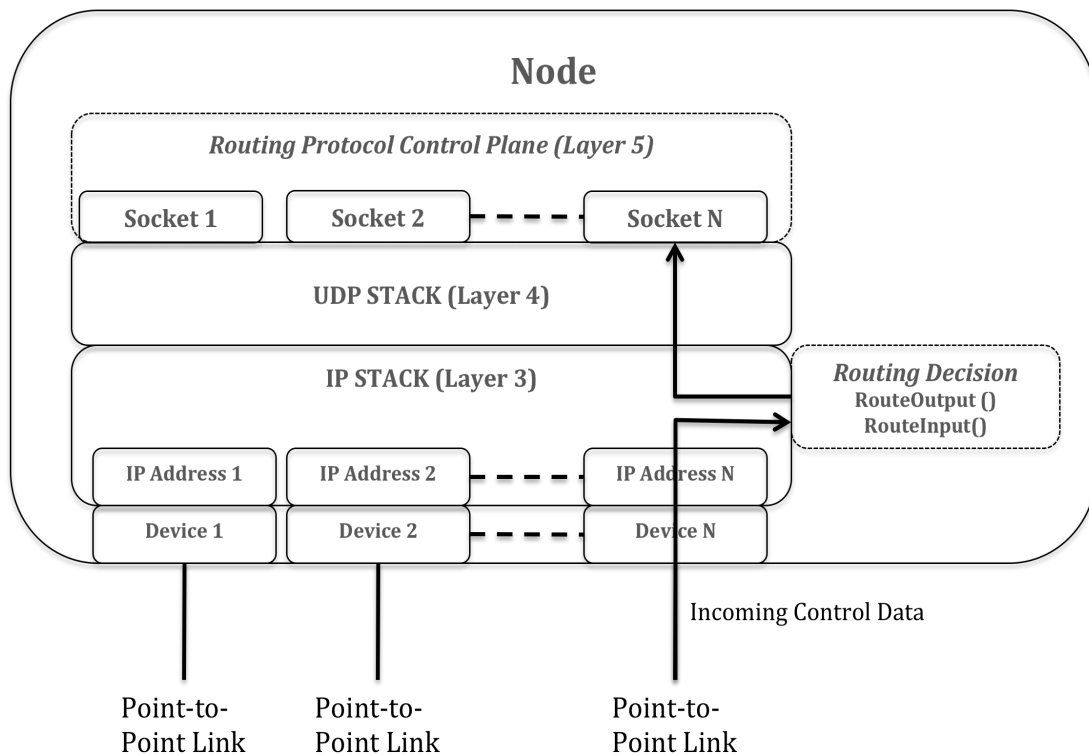 Node
Routing Protocol Control Plane (Layer 5)
Socket 1
Socket 2
Socket N
UDP STACK (Layer 4)
IP STACK (Layer 3)
Routing Decision
RouteOutput ()
RouteInput()
IP Address 1
IP Address 2
IP Address N
Device 1
Device 2
Device N
Incoming Control Data
Point-to-
Point Link
Point-to-
Point Link
Point-to-
Point Link